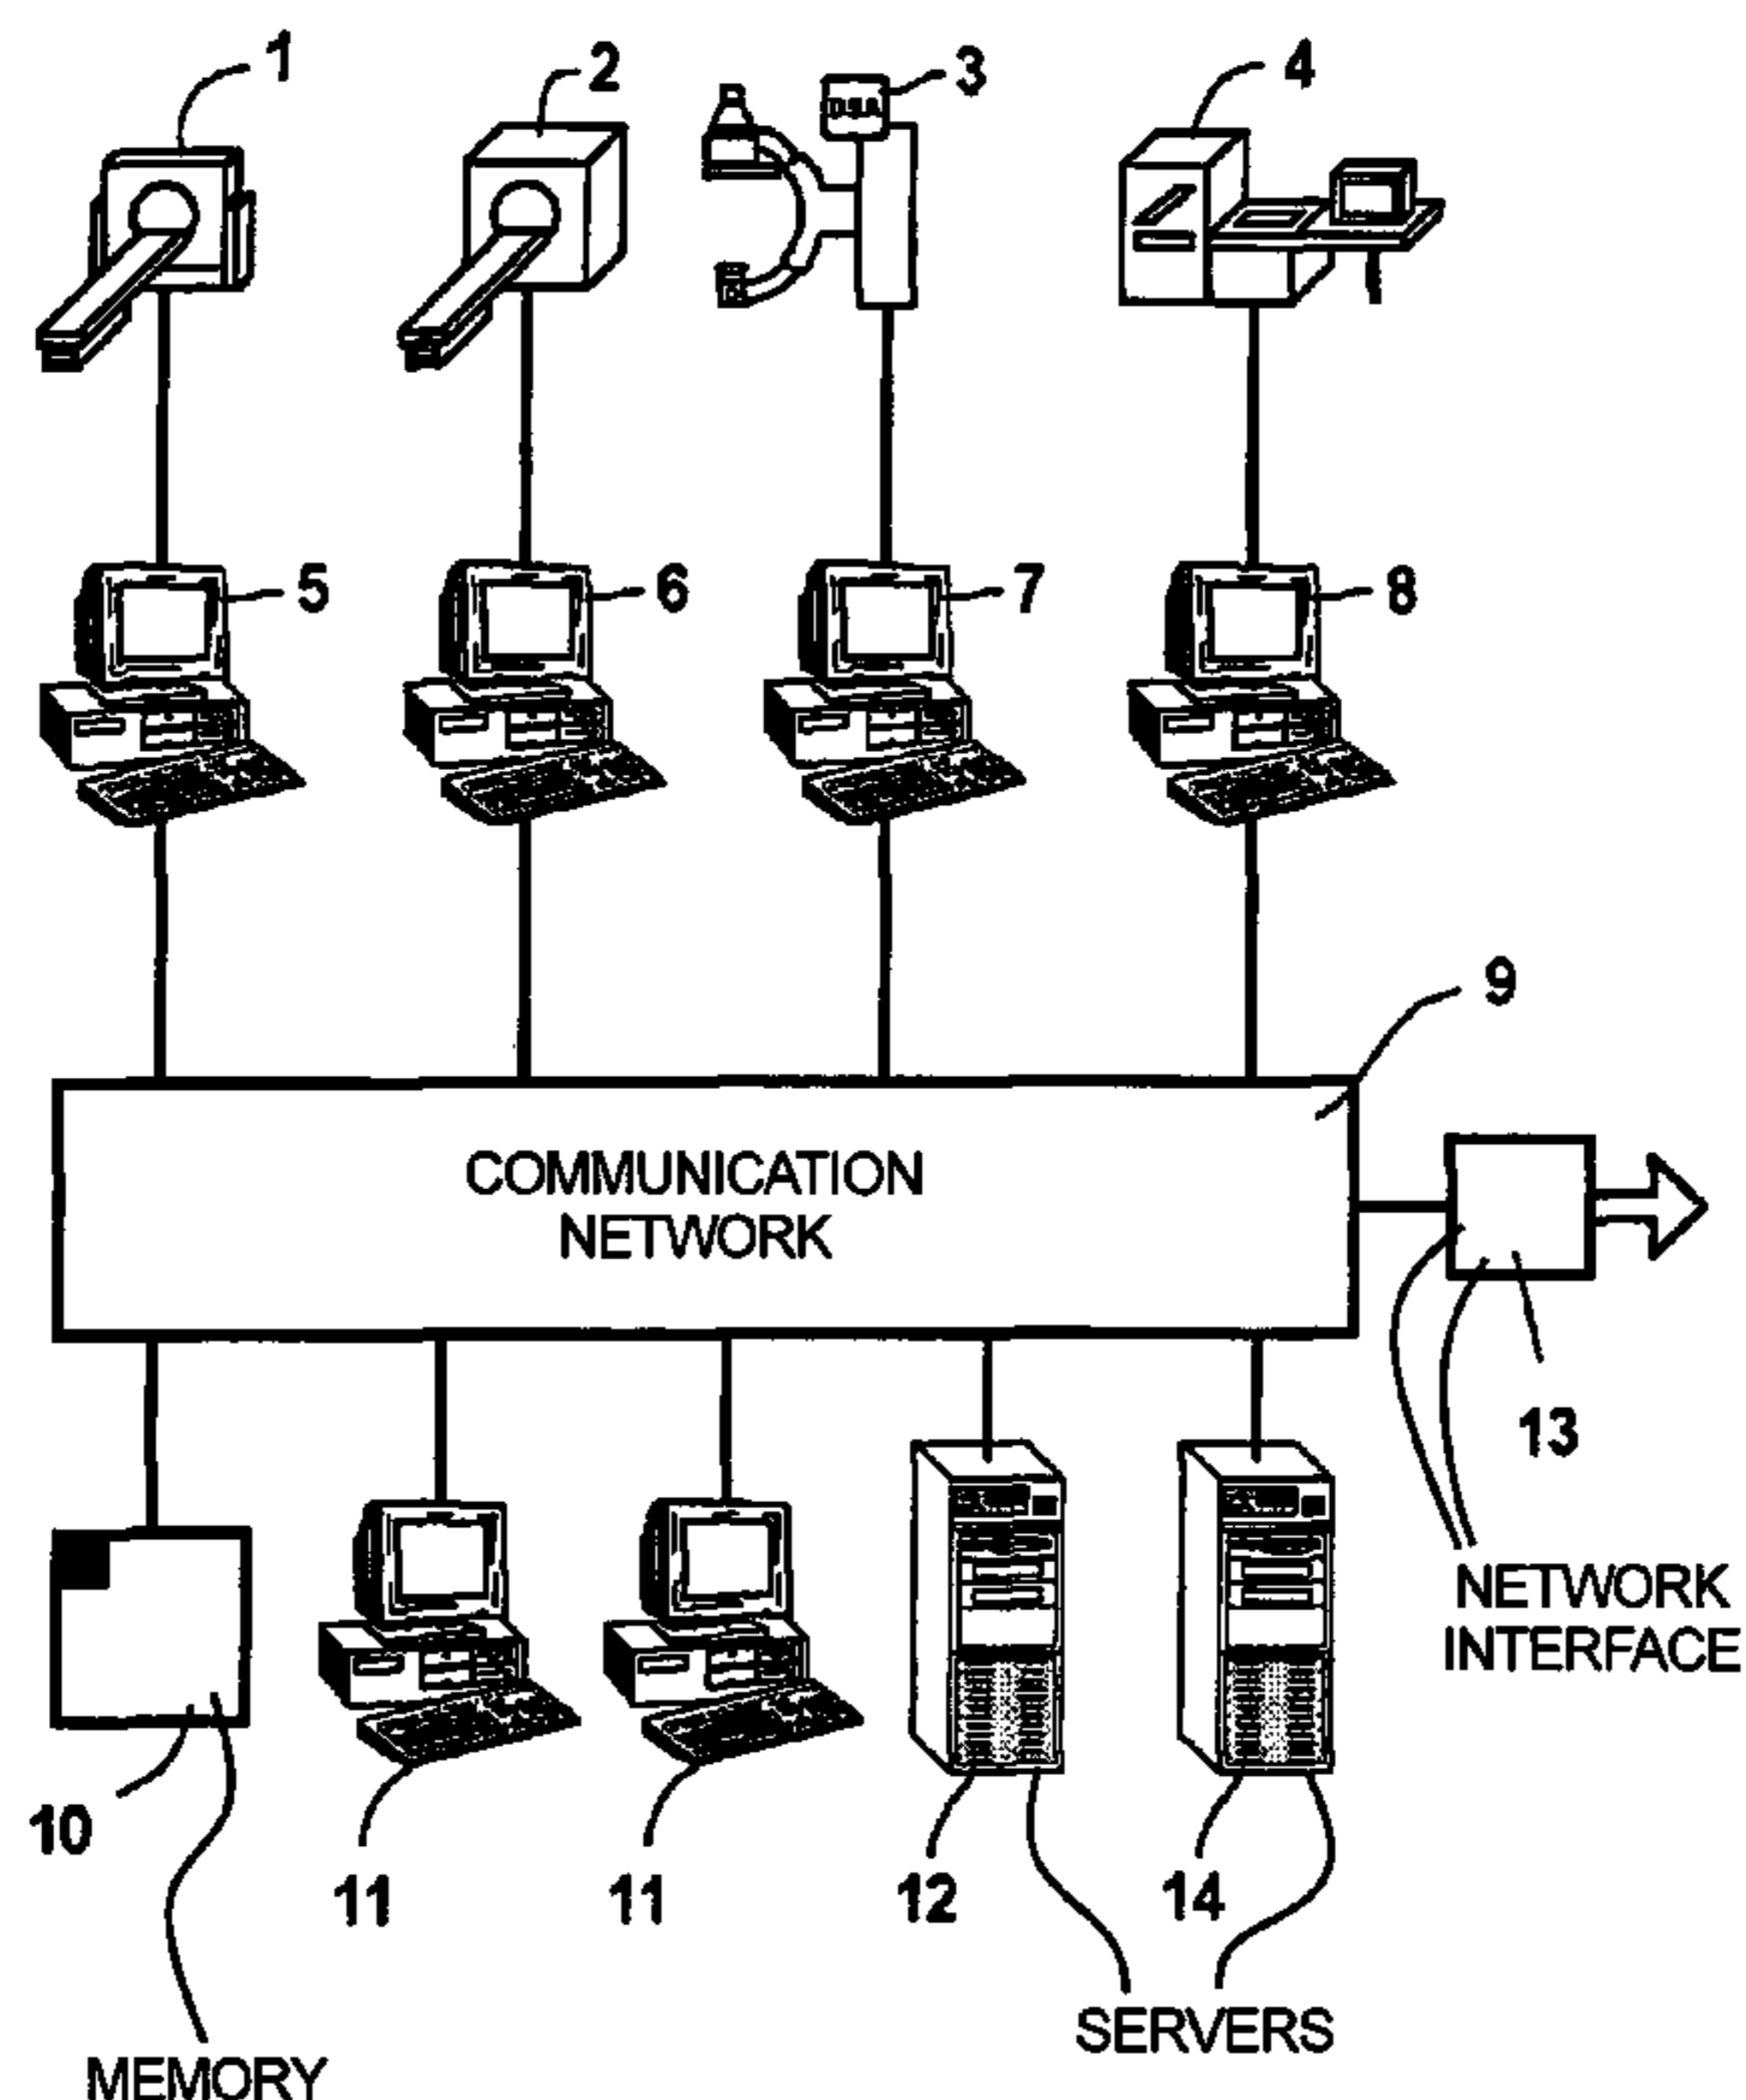 1
2
3
4
5
6
7
8
9
COMMUNICATION
NETWORK
13
NETWORK
INTERFACE
10
11
11
12
14
SERVERS
MEMORY